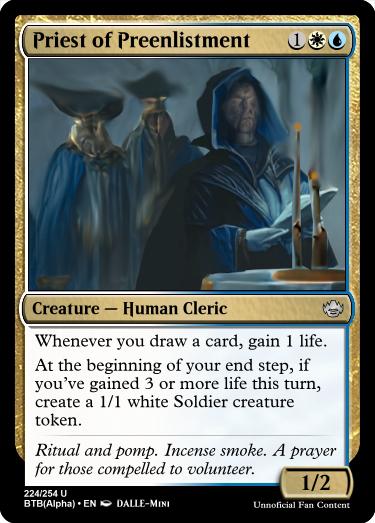 Priest of Preenlistment 1
Creature — Human Cleric
Whenever you draw a card, gain 1 life.
At the beginning of your end step, if
you've gained 3 or more life this turn,
create a 1/1 white Soldier creature
token.
Ritual and pomp. Incense smoke. A prayer
for those compelled to volunteer.
1/2
224/254 U
BTB(Alpha) • EN DALLE-Mini
Unofficial Fan Content